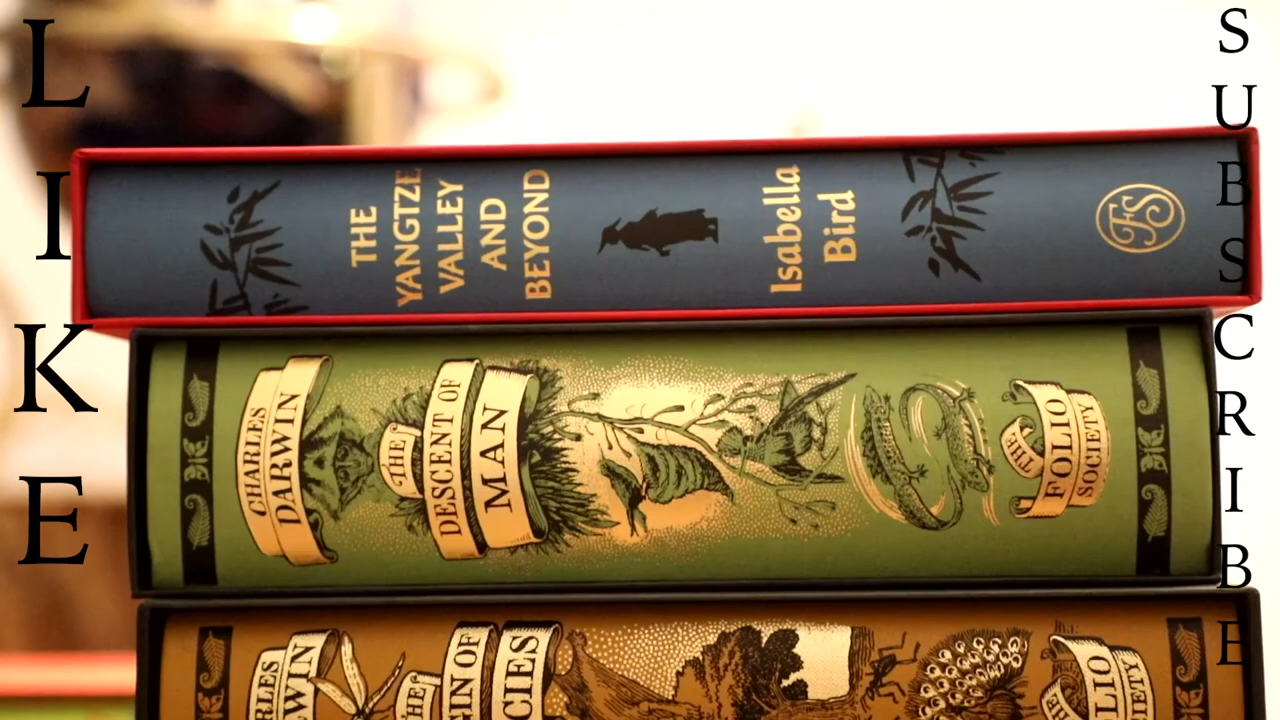 LIKE
SUBSCRIBE
THE
YANGTZE
VALLEY
AND
BEYOND
Isabella
Bird
FS
CHARLES
DARWIN
THE
DESCENT OF
MAN
THE
FOLIO
SOCIETY